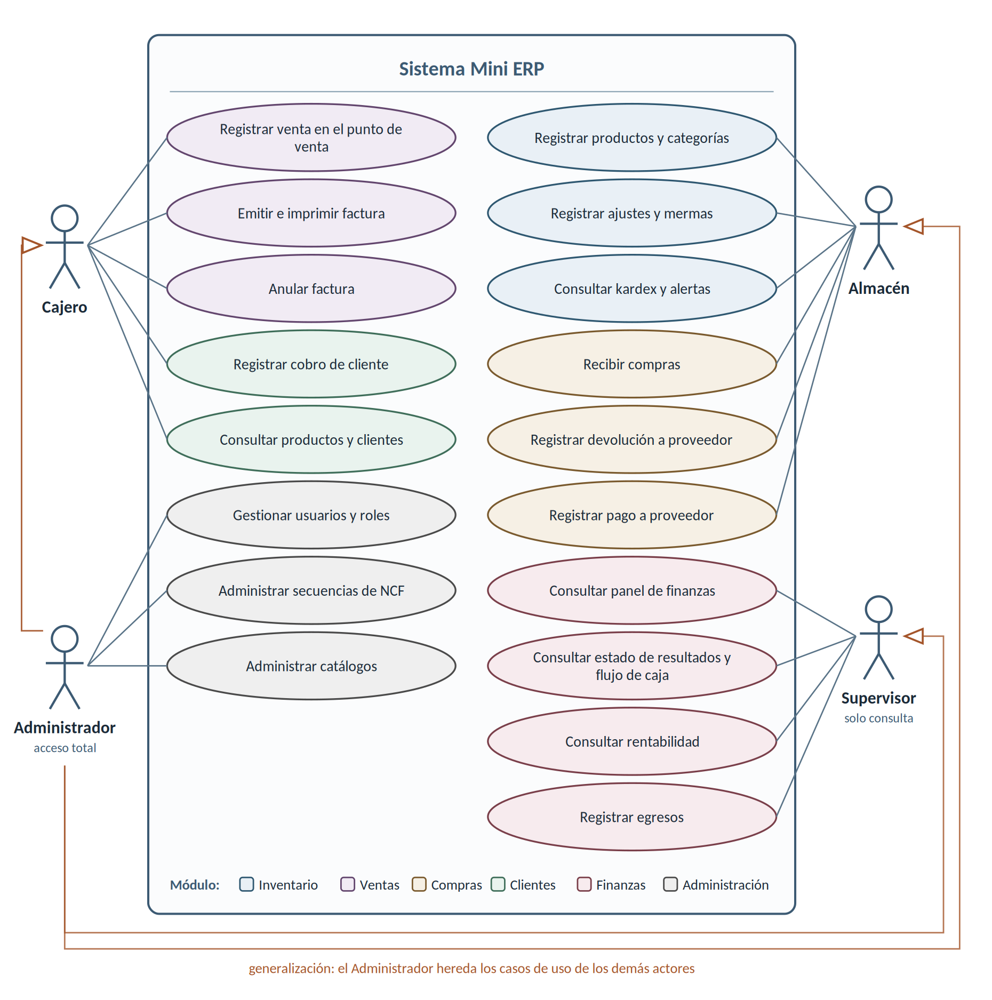 Sistema Mini ERP
Registrar venta en el punto de
venta
Emitir e imprimir factura
Anular factura
Registrar cobro de cliente
Consultar productos y clientes
Gestionar usuarios y roles
Administrar secuencias de NCF
Administrar catálogos
Registrar productos y categorías
Registrar ajustes y mermas
Consultar kardex y alertas
Recibir compras
Registrar devolución a proveedor
Registrar pago a proveedor
Consultar panel de finanzas
Consultar estado de resultados y
flujo de caja
Consultar rentabilidad
Registrar egresos
Cajero
Administrador
acceso total
Almacén
Supervisor
solo consulta
Módulo: Inventario Ventas Compras Clientes Finanzas Administración
generalización: el Administrador hereda los casos de uso de los demás actores